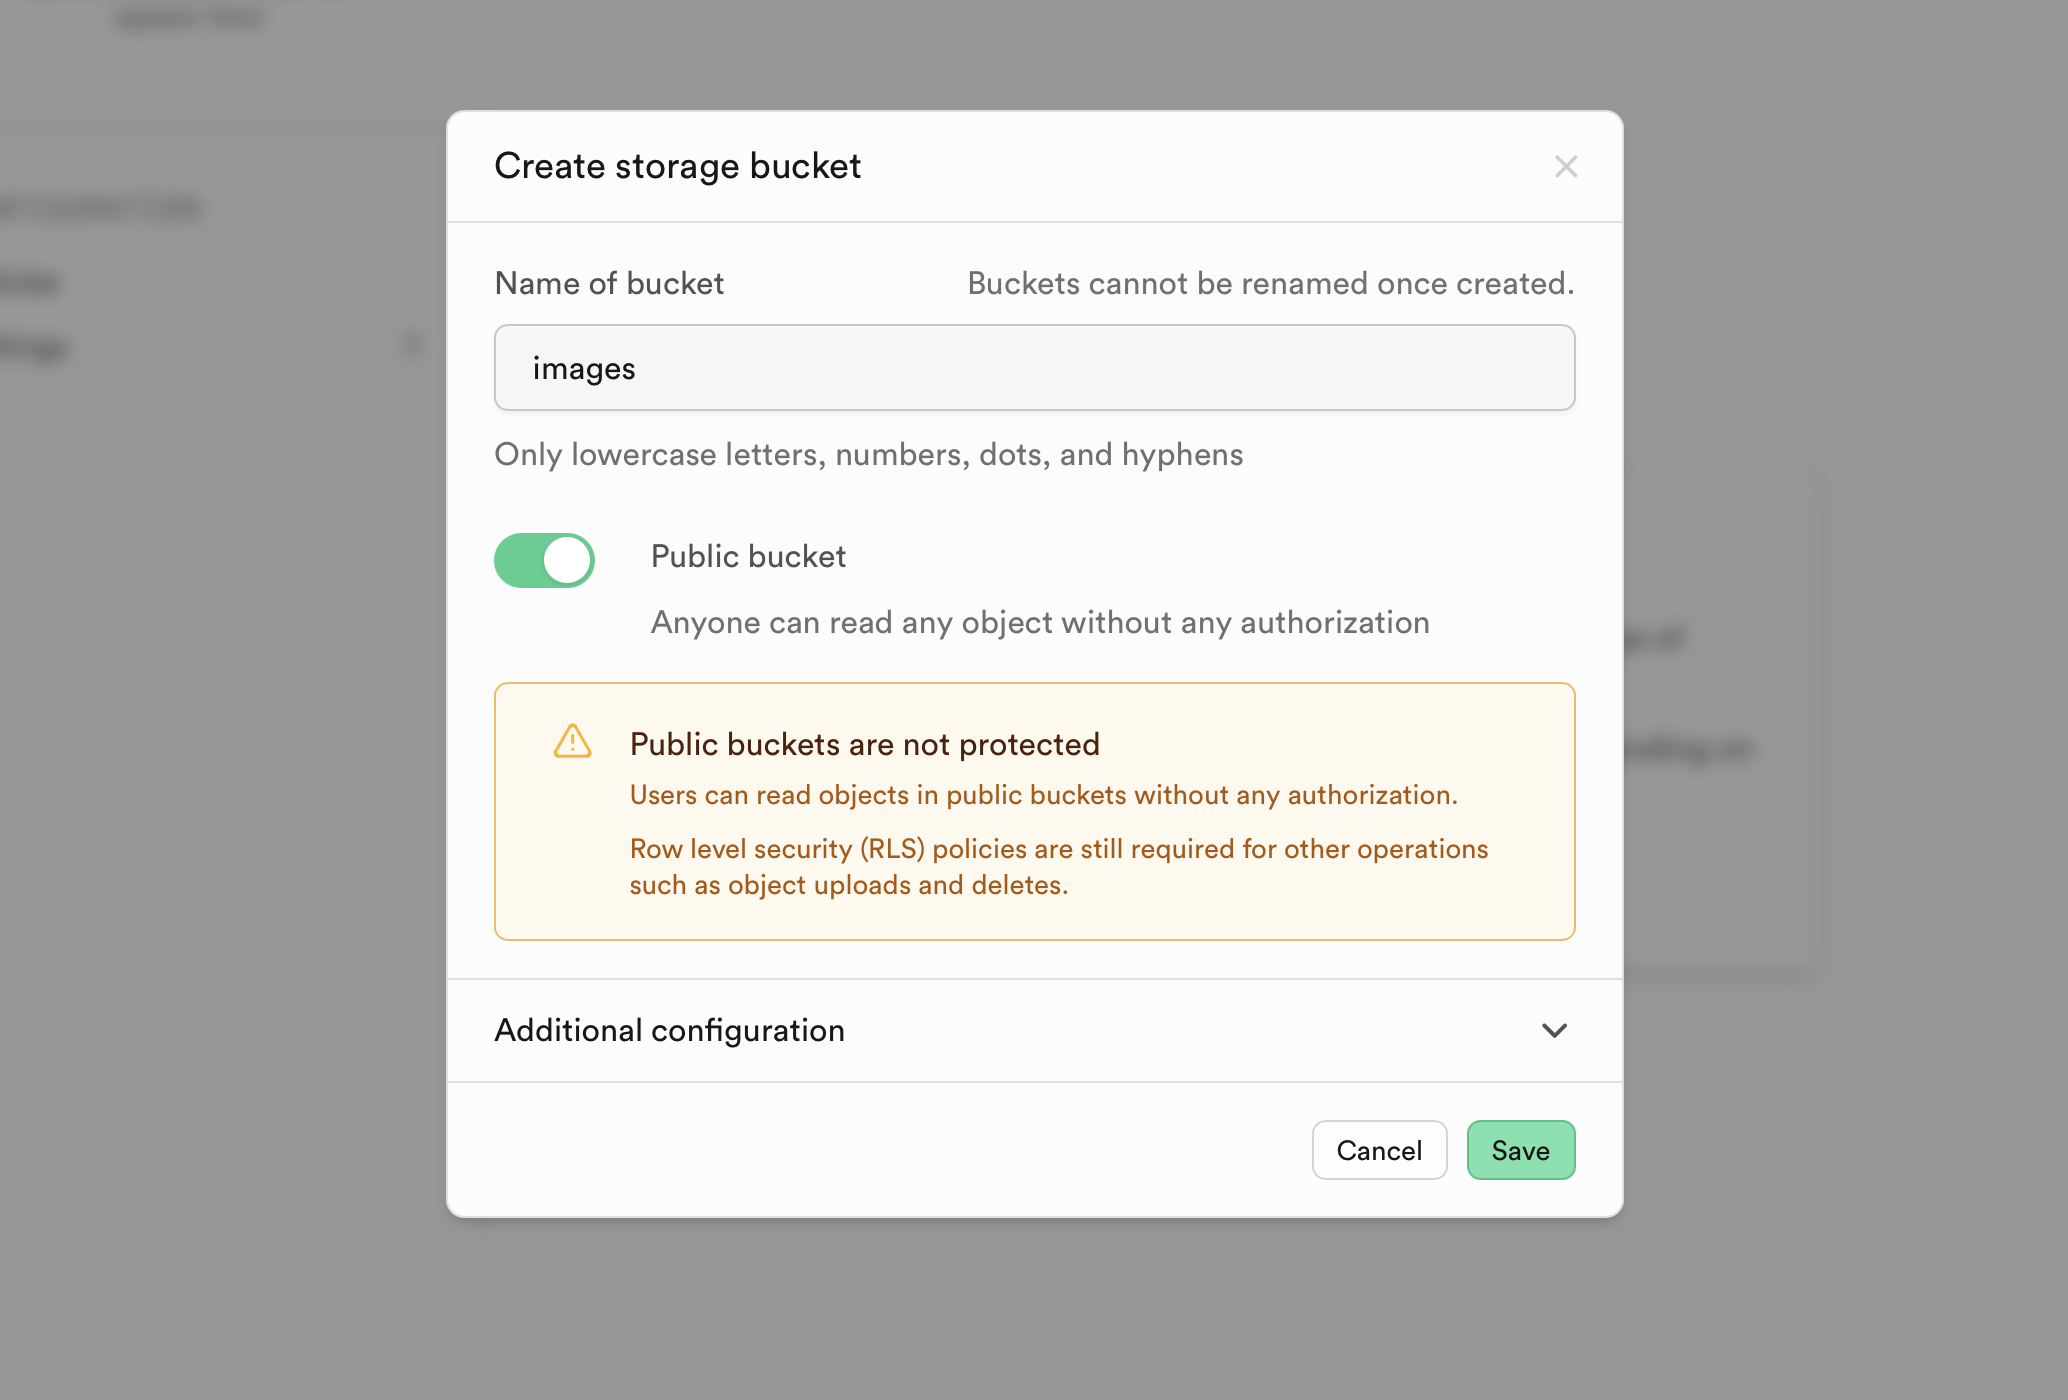 Create storage bucket
Name of bucket
Buckets cannot be renamed once created.
images
Only lowercase letters, numbers, dots, and hyphens
Public bucket
Anyone can read any object without any authorization
Public buckets are not protected
Users can read objects in public buckets without any authorization.
Row level security (RLS) policies are still required for other operations
such as object uploads and deletes.
Additional configuration
Cancel
Save